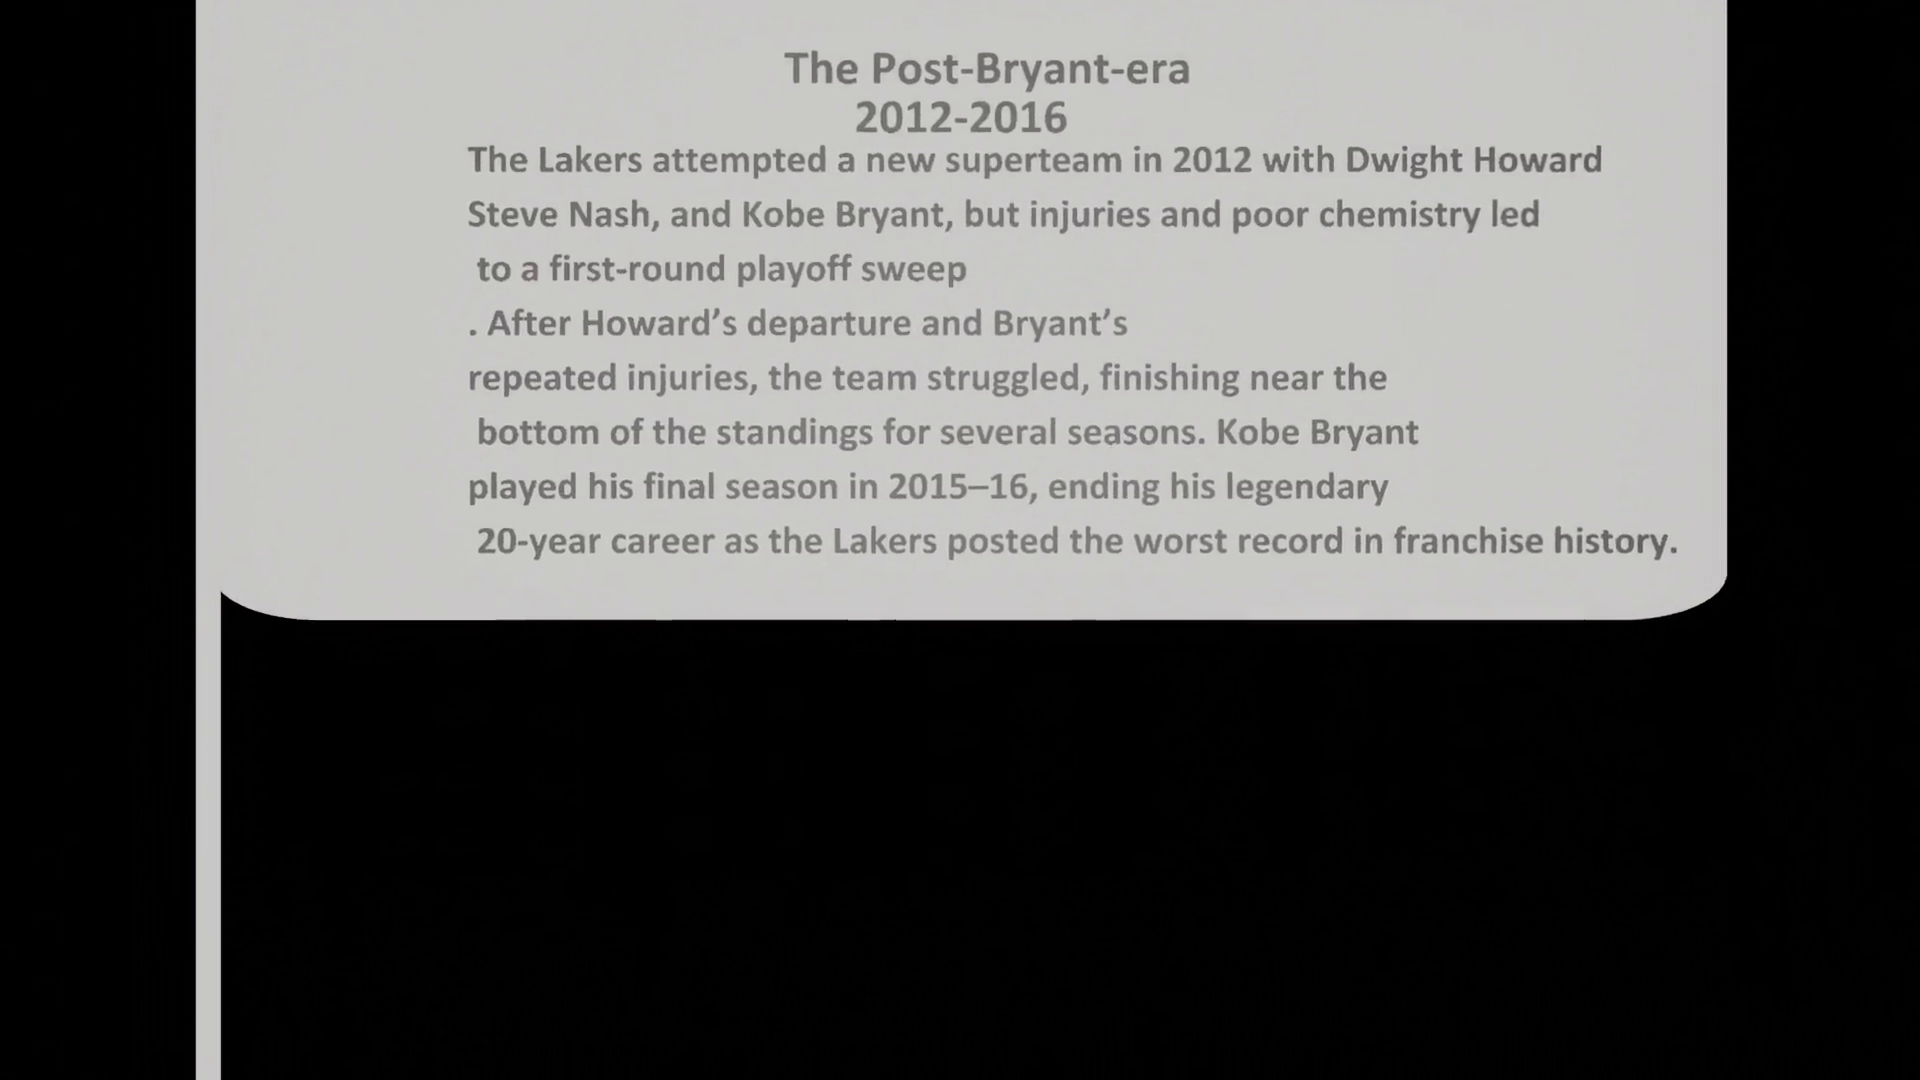 The Post-Bryant-era
2012-2016
The Lakers attempted a new superteam in 2012 with Dwight Howard
Steve Nash, and Kobe Bryant, but injuries and poor chemistry led
to a first-round playoff sweep
. After Howard’s departure and Bryant’s
repeated injuries, the team struggled, finishing near the
bottom of the standings for several seasons. Kobe Bryant
played his final season in 2015–16, ending his legendary
20-year career as the Lakers posted the worst record in franchise history.